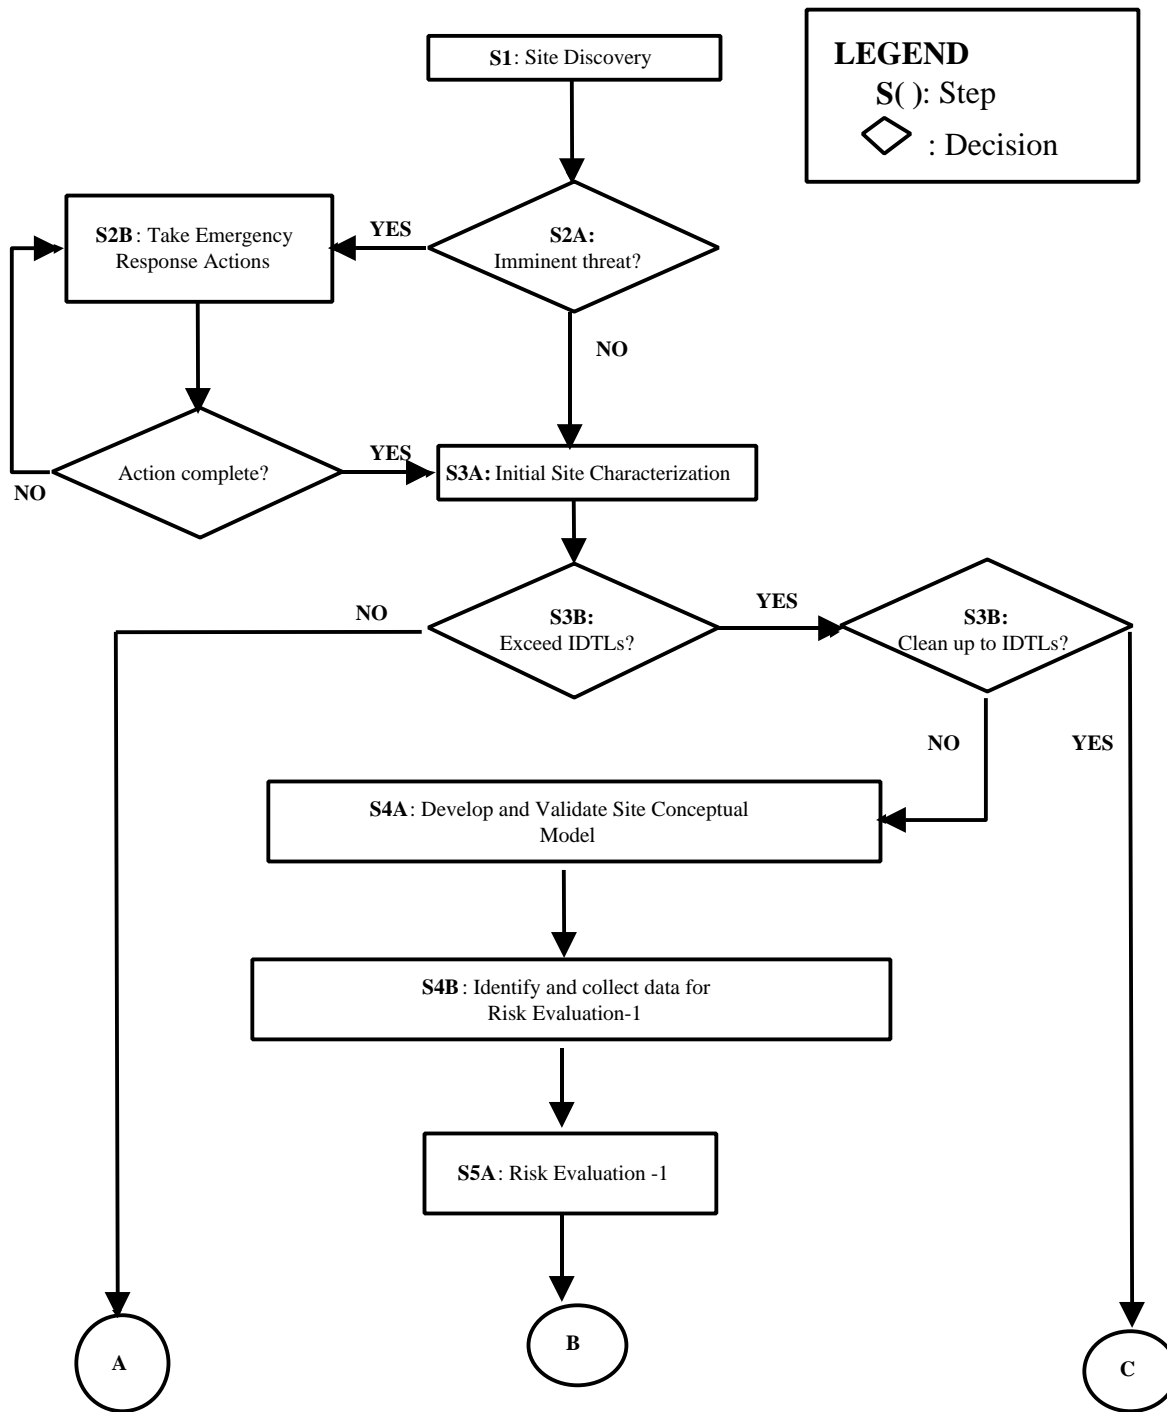 S1: Site Discovery
LEGEND
S( ): Step
: Decision
S2B: Take Emergency
Response Actions
YES
S2A:
Imminent threat?
NO
Action complete?
NO
YES
S3A: Initial Site Characterization
NO
S3B:
Exceed IDTLs?
YES
S3B:
Clean up to IDTLs?
NO
YES
S4A: Develop and Validate Site Conceptual
Model
S4B: Identify and collect data for
Risk Evaluation-1
S5A: Risk Evaluation -1
A
B
C